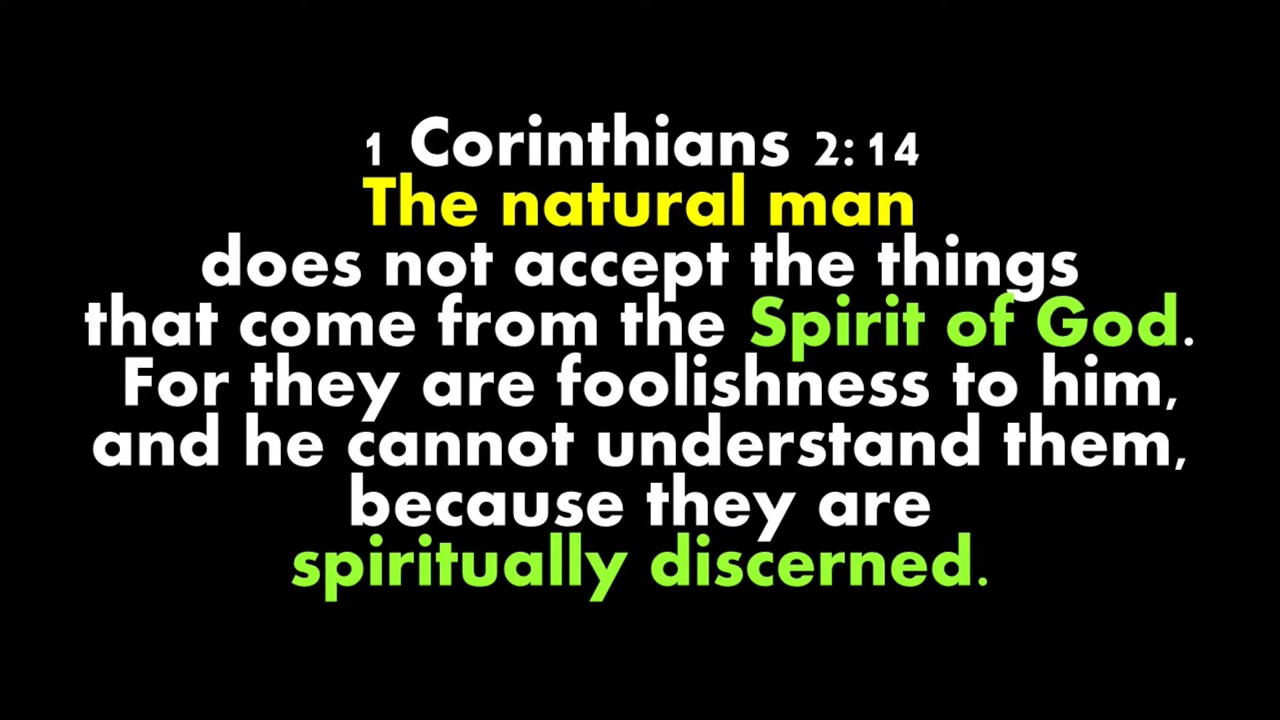 1 Corinthians 2:14
The natural man
does not accept the things
that come from the Spirit of God.
For they are foolishness to him,
and he cannot understand them,
because they are
spiritually discerned.